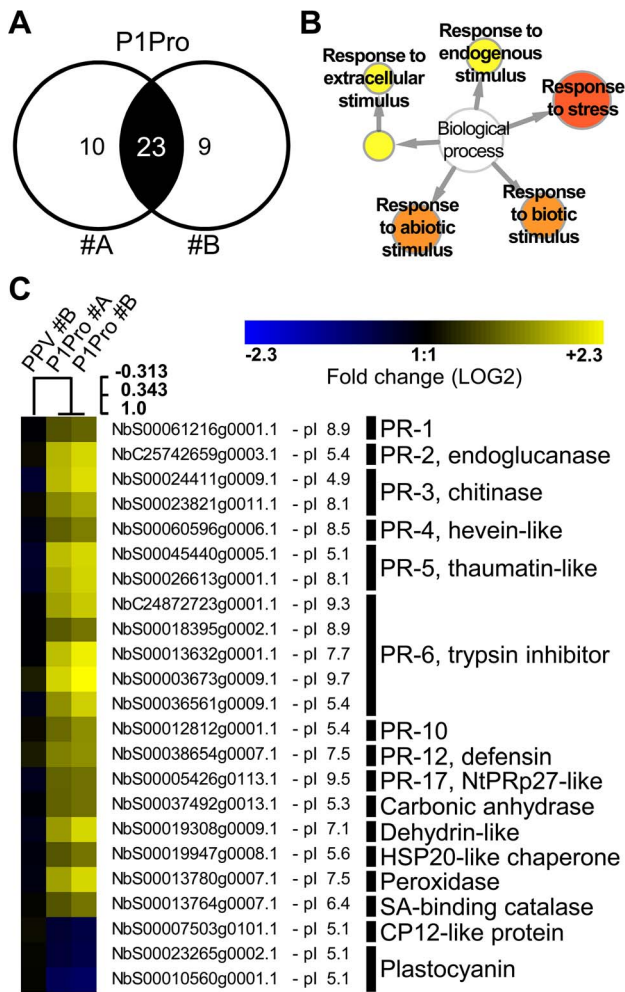 A
P1Pro
10
23
9
#A
#B
B
Response to
extracellular
stimulus
Response to
endogenous
stimulus
Response
to stress
Biological
process
Response
to abiotic
stimulus
Response
to biotic
stimulus
C
PPV #B
P1Pro #A
P1Pro #B
-0.313
0.343
1.0
-2.3
1:1
+2.3
Fold change (LOG2)
NbS00061216g0001.1 - pI 8.9
PR-1
NbC25742659g0003.1 - pI 5.4
PR-2, endoglucanase
NbS00024411g0009.1 - pI 4.9
NbS00023821g0011.1 - pI 8.1
PR-3, chitinase
NbS00060596g0006.1 - pI 8.5
PR-4, hevein-like
NbS00045440g0005.1 - pI 5.1
NbS00026613g0001.1 - pI 8.1
PR-5, thaumatin-like
NbC24872723g0001.1 - pI 9.3
NbS00018395g0002.1 - pI 8.9
NbS00013632g0001.1 - pI 7.7
NbS00003673g0009.1 - pI 9.7
NbS00036561g0009.1 - pI 5.4
PR-6, trypsin inhibitor
NbS00012812g0001.1 - pI 5.4
PR-10
NbS00038654g0007.1 - pI 7.5
PR-12, defensin
NbS00005426g0113.1 - pI 9.5
PR-17, NtPRp27-like
NbS00037492g0013.1 - pI 5.3
Carbonic anhydrase
NbS00019308g0009.1 - pI 7.1
Dehydrin-like
NbS00019947g0008.1 - pI 5.6
HSP20-like chaperone
NbS00013780g0007.1 - pI 7.5
Peroxidase
NbS00013764g0007.1 - pI 6.4
SA-binding catalase
NbS00007503g0101.1 - pI 5.1
CP12-like protein
NbS00023265g0002.1 - pI 5.1
NbS00010560g0001.1 - pI 5.1
Plastocyanin